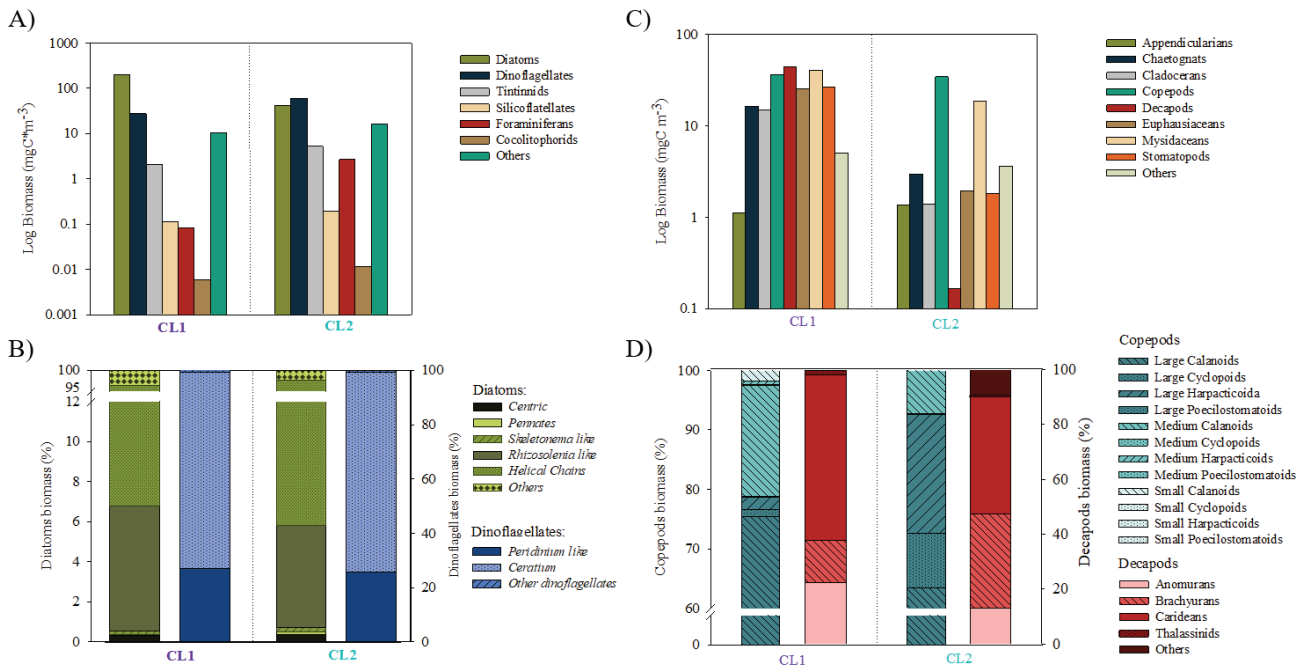 A)
1000
100
10
1
0.1
0.01
0.001
Log Biomass (mgC*m-³)
CL1
CL2
Diatoms
Dinoflagellates
Tintinnids
Silicoflatellates
Foraminiferans
Cocolitophorids
Others
C)
100
10
1
0.1
Log Biomass (mgC m-³)
CL1
CL2
Appendicularians
Chaetognats
Cladocerans
Copepods
Decapods
Euphausiaceans
Mysidaceans
Stomatopods
Others
B)
100
95
12
10
8
6
4
2
0
Diatoms biomass (%)
100
80
60
40
20
0
Dinoflagellates biomass (%)
CL1
CL2
Diatoms:
Centric
Pennates
Skeletonema like
Rhizosolenia like
Helical Chains
Others
Dinoflagellates:
Peridinium like
Ceratium
Other dinoflagellates
D)
100
90
80
70
60
0
Copepods biomass (%)
100
80
60
40
20
0
Decapods biomass (%)
CL1
CL2
Copepods
Large Calanoids
Large Cyclopoids
Large Harpacticoida
Large Poecilostomatoids
Medium Calanoids
Medium Cyclopoids
Medium Harpacticoids
Medium Poecilostomatoids
Small Calanoids
Small Cyclopoids
Small Harpacticoids
Small Poecilostomatoids
Decapods
Anomurans
Brachyurans
Carideans
Thalassinids
Others